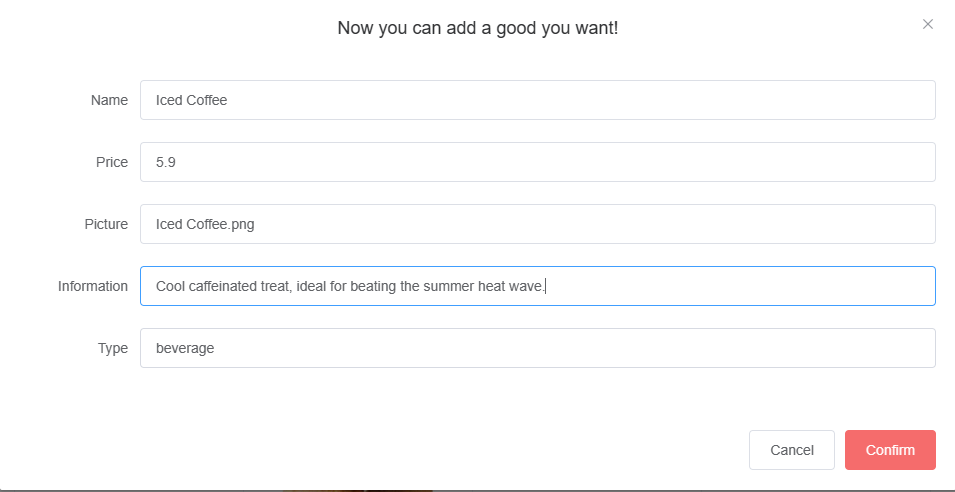 Now you can add a good you want!
Name
Iced Coffee
Price
5.9
Picture
Iced Coffee.png
Information
Cool caffeinated treat, ideal for beating the summer heat wave.
Type
beverage
Cancel
Confirm